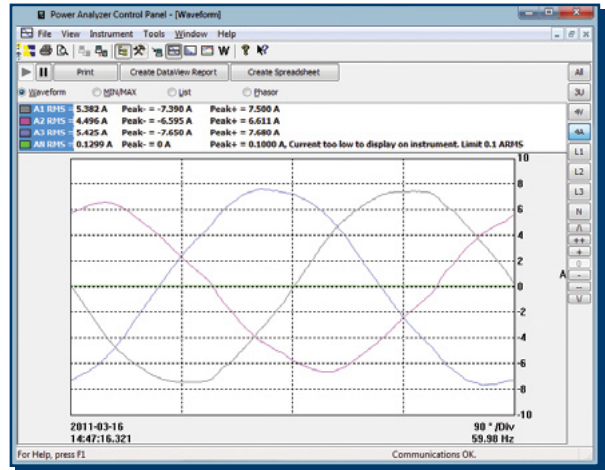 Power Analyzer Control Panel - [Waveform]
File View Instrument Tools Window Help
W ?
Print Create DataView Report Create Spreadsheet All
Waveform MIN/MAX List Phasor 3U
A1 RMS = 5.382 A Peak- = -7.390 A Peak+ = 7.500 A
A2 RMS = 4.496 A Peak- = -6.595 A Peak+ = 6.611 A
A3 RMS = 5.425 A Peak- = -7.650 A Peak+ = 7.680 A
AN RMS = 0.1299 A Peak- = 0 A Peak+ = 0.1000 A, Current too low to display on instrument. Limit 0.1 ARMS
4V
4A
L1
L2
L3
N
++
+
0
-
--
10
8
6
4
2
0
-2
-4
-6
-8
-10
A
2011-03-16
14:47:16.321
90 ° /Div
59.98 Hz
For Help, press F1 Communications OK.